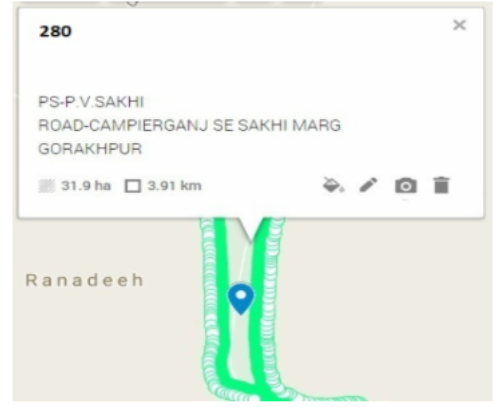 280
PS-P.V.SAKHI
ROAD-CAMPIERGANJ SE SAKHI MARG
GORAKHPUR
31.9 ha 3.91 km
Ranadeeh